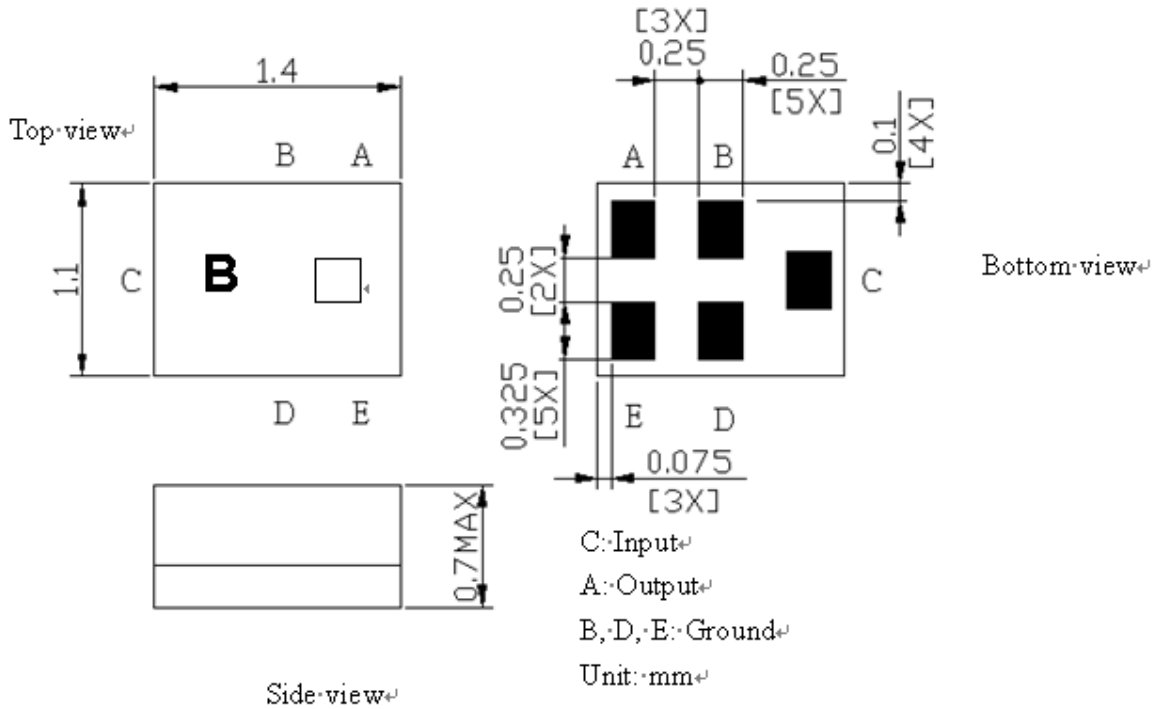 [3X]
0.25
0.25
[5X]
1.4
0.1
[4X]
Top view
B A
A B
1.1
C
B
0.25
[2X]
C
Bottom view
0.325
[5X]
D E
E D
0.075
[3X]
0.7MAX
C: Input
A: Output
B, D, E: Ground
Unit: mm
Side view